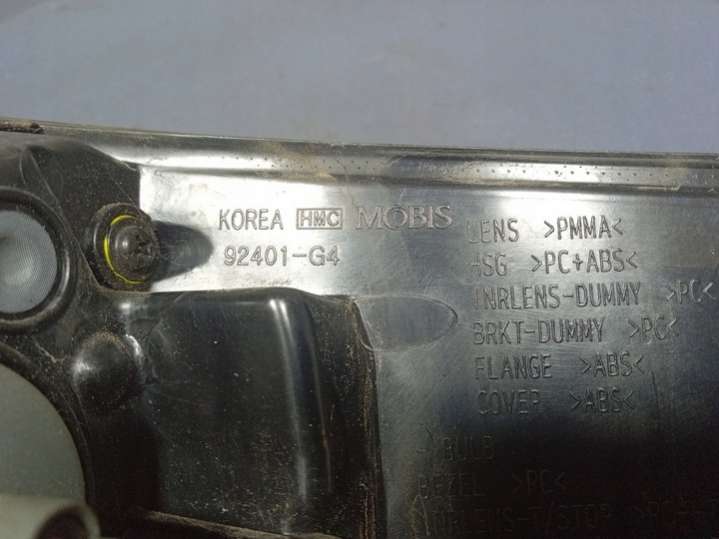 KOREA HMC MOBIS
92401-G4
LENS >PMMA<
HSG >PC+ABS<
INRLENS-DUMMY >PC<
BRKT-DUMMY >PC<
FLANGE >ABS<
COVER >ABS<
BULB
BEZEL >PC<